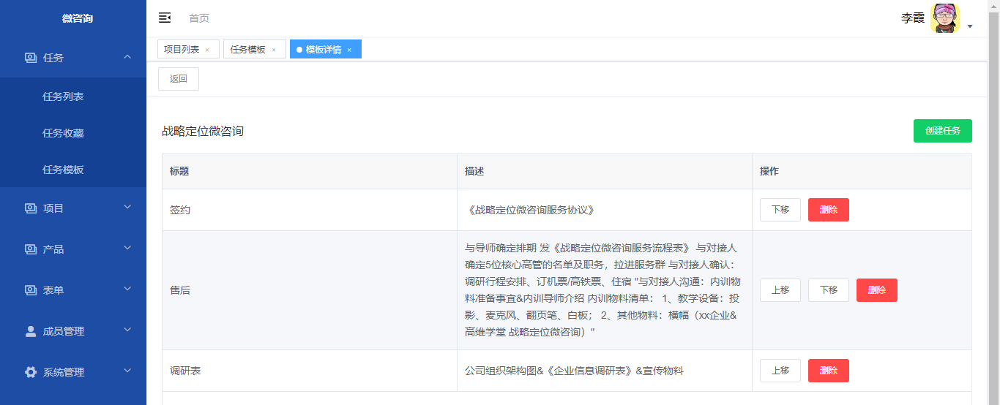 微咨询
首页
李霞
任务
任务列表
任务收藏
任务模板
项目
产品
表单
成员管理
系统管理
项目列表 ×
任务模板 ×
模板详情 ×
返回
战略定位微咨询
创建任务
标题 描述 操作
签约 《战略定位微咨询服务协议》 下移 删除
与导师确定排期 发《战略定位微咨询服务流程表》 与对接人
确定5位核心高管的名单及职务，拉进服务群 与对接人确认：
调研行程安排、订机票/高铁票、住宿 "与对接人沟通：内训物
售后 料准备事宜&内训导师介绍 内训物料清单： 1、教学设备：投 上移 下移 删除
影、麦克风、翻页笔、白板； 2、其他物料：横幅（xx企业&
高维学堂 战略定位微咨询）"
调研表 公司组织架构图&《企业信息调研表》&宣传物料 上移 删除